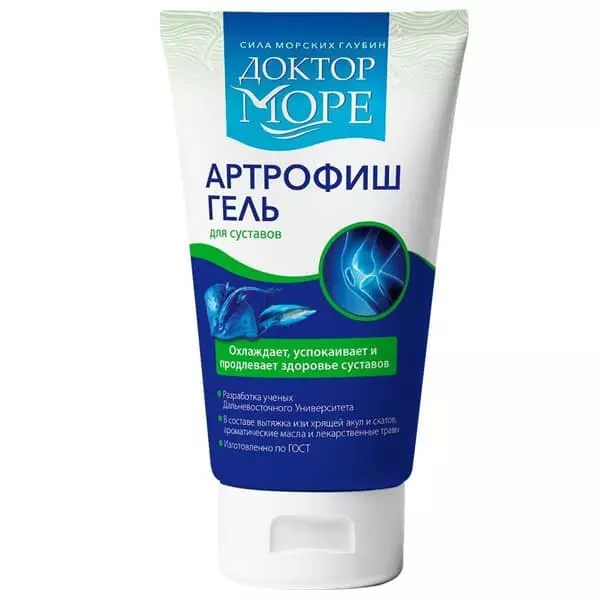 СИЛА МОРСКИХ ГЛУБИН
ДОКТОР
МОРЕ
АРТРОФИШ
ГЕЛЬ
для суставов
Охлаждает, успокаивает и
продлевает здоровье суставов
Разработка ученых
Дальневосточного Университета
В составе вытяжка изи хрящей акул и скатов,
ароматические масла и лекарственные травы
Изготовленно по ГОСТ